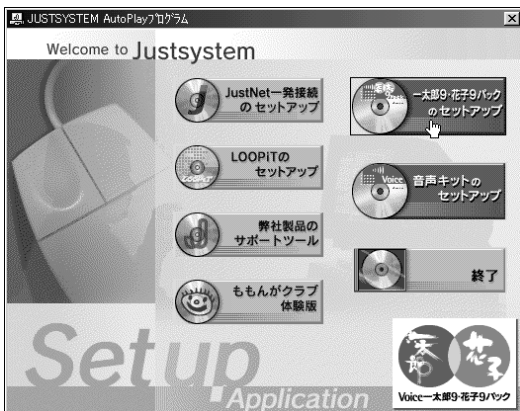 JUSTSYSTEM AutoPlayプログラム
Welcome to Justsystem
JustNet一発接続
のセットアップ
LOOPiTの
セットアップ
弊社製品の
サポートツール
ももんがクラブ
体験版
一太郎9・花子9パック
のセットアップ
音声キットの
セットアップ
終了
Setup
Application
一太郎
花子
Voice一太郎9・花子9パック